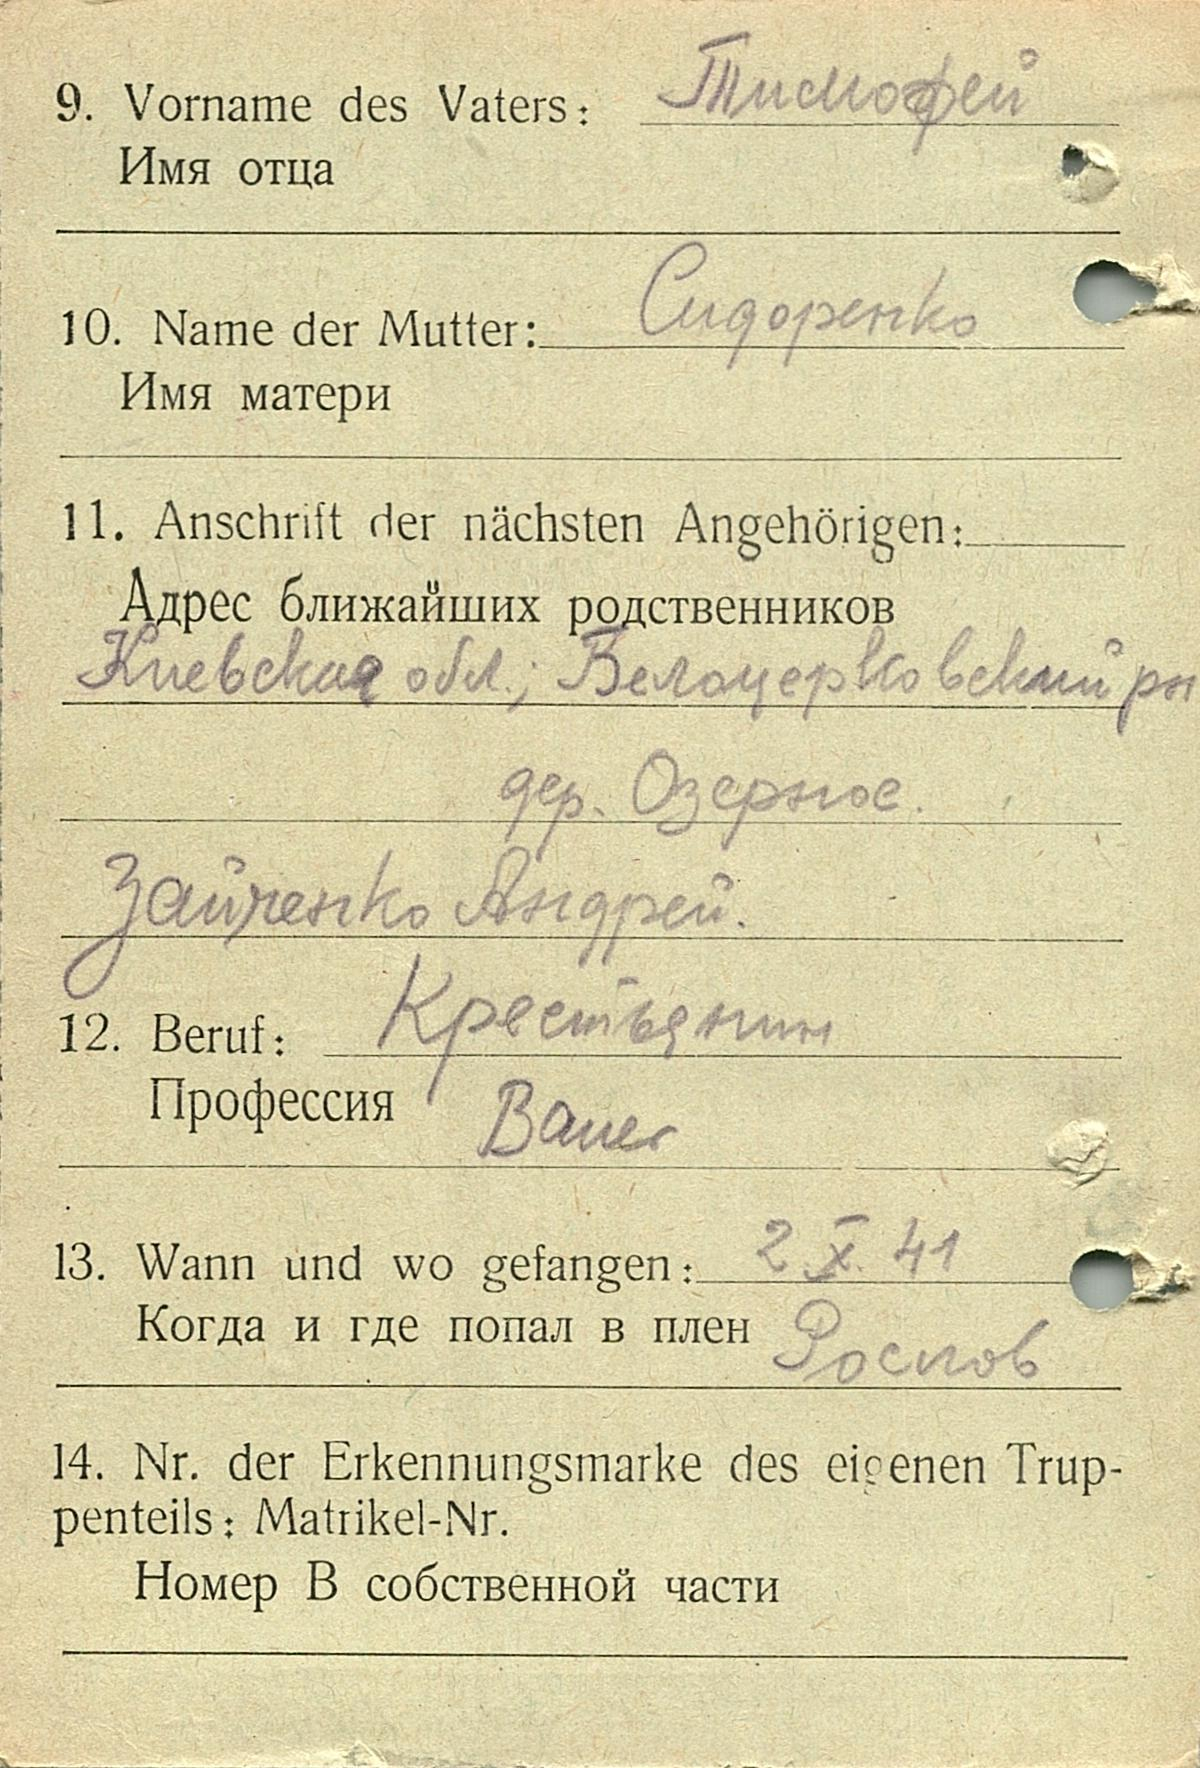 9. Vorname des Vaters: Тимофей
Имя отца
10. Name der Mutter: Сидоренко
Имя матери
11. Anschrift der nächsten Angehörigen:
Адрес ближайших родственников
Киевская обл.; Белоцерковский рн
дер. Озерное.
Зайченко Андрей.
12. Beruf: Крестьянин
Профессия Bauer
13. Wann und wo gefangen: 2.X.41
Когда и где попал в плен Рослов
14. Nr. der Erkennungsmarke des eigenen Trup-
penteils: Matrikel-Nr.
Номер В собственной части